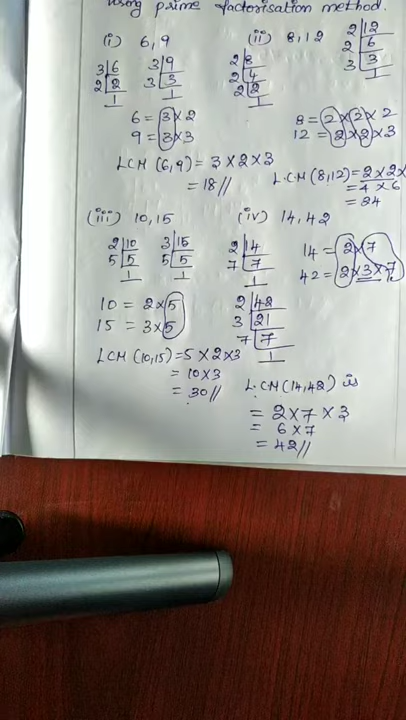 using prime factorisation method.
(i) 6,9
3|6
2|2
1
3|9
3|3
1
6 = 3×2
9 = 3×3
LCM (6,9) = 3 × 2 × 3
= 18//
(ii) 8,12
2|8
2|4
2|2
1
2|12
2|6
3|3
1
8 = 2×2×2
12 = 2×2×3
L.C.M (8,12) = 2×2×
= 4 × 6
= 24
(iii) 10,15
2|10
5|5
1
3|15
5|5
1
10 = 2×5
15 = 3×5
LCM (10,15) = 5 × 2 × 3
= 10 × 3
= 30//
(iv) 14,42
2|14
7|7
1
2|42
3|21
7|7
1
14 = 2×7
42 = 2×3×7
L.CM (14,42) is
= 2 × 7 × 3
= 6 × 7
= 42//